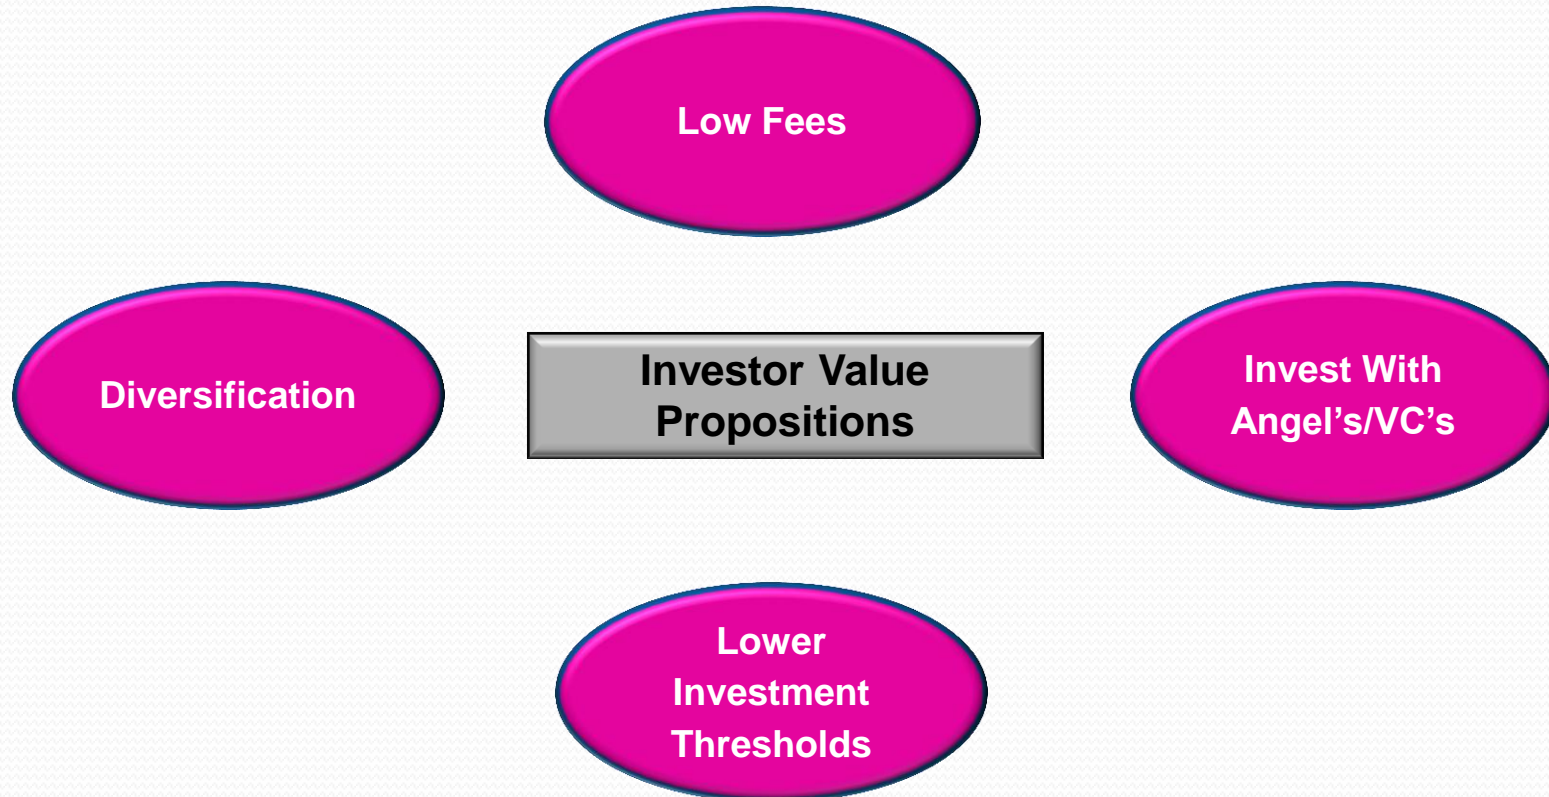 Low Fees
Diversification
Investor Value
Propositions
Invest With
Angel’s/VC’s
Lower
Investment
Thresholds